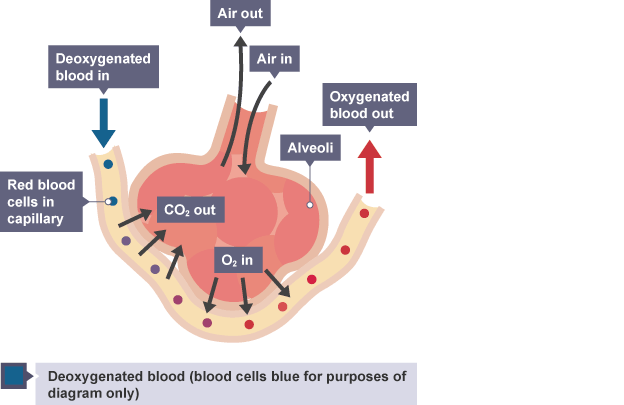 Air out
Deoxygenated
blood in
Air in
Oxygenated
blood out
Alveoli
Red blood
cells in
capillary
CO₂ out
O₂ in
Deoxygenated blood (blood cells blue for purposes of
diagram only)